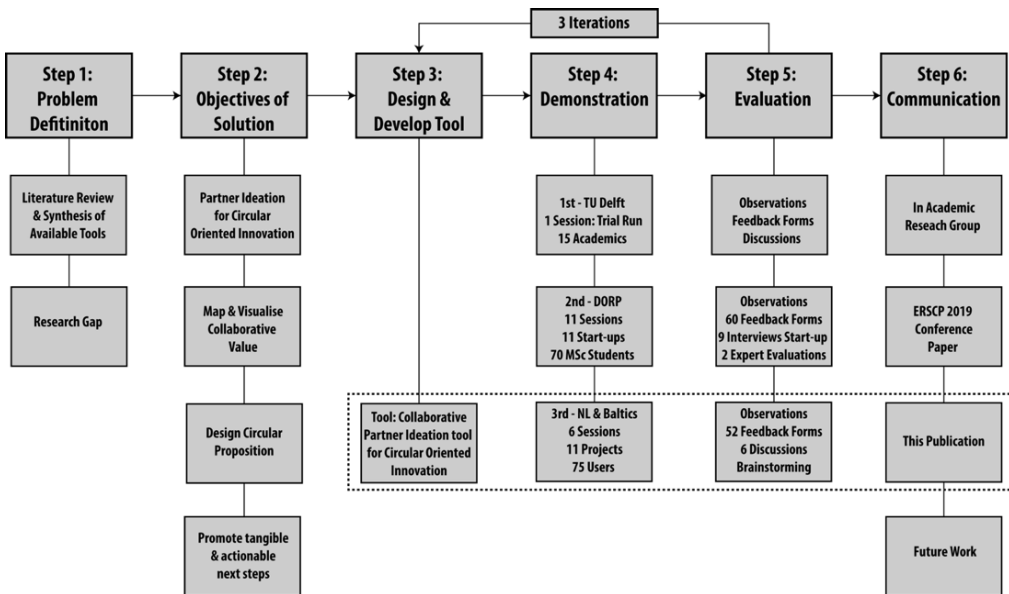 3 Iterations
Step 1:
Problem
Defitiniton
Step 2:
Objectives of
Solution
Step 3:
Design &
Develop Tool
Step 4:
Demonstration
Step 5:
Evaluation
Step 6:
Communication
Literature Review
& Synthesis of
Available Tools
Research Gap
Partner Ideation
for Circular
Oriented Innovation
Map & Visualise
Collaborative
Value
Design Circular
Proposition
Promote tangible
& actionable
next steps
Tool: Collaborative
Partner Ideation tool
for Circular Oriented
Innovation
1st - TU Delft
1 Session: Trial Run
15 Academics
2nd - DORP
11 Sessions
11 Start-ups
70 MSc Students
3rd - NL & Baltics
6 Sessions
11 Projects
75 Users
Observations
Feedback Forms
Discussions
Observations
60 Feedback Forms
9 Interviews Start-up
2 Expert Evaluations
Observations
52 Feedback Forms
6 Discussions
Brainstorming
In Academic
Reseach Group
ERSCP 2019
Conference
Paper
This Publication
Future Work